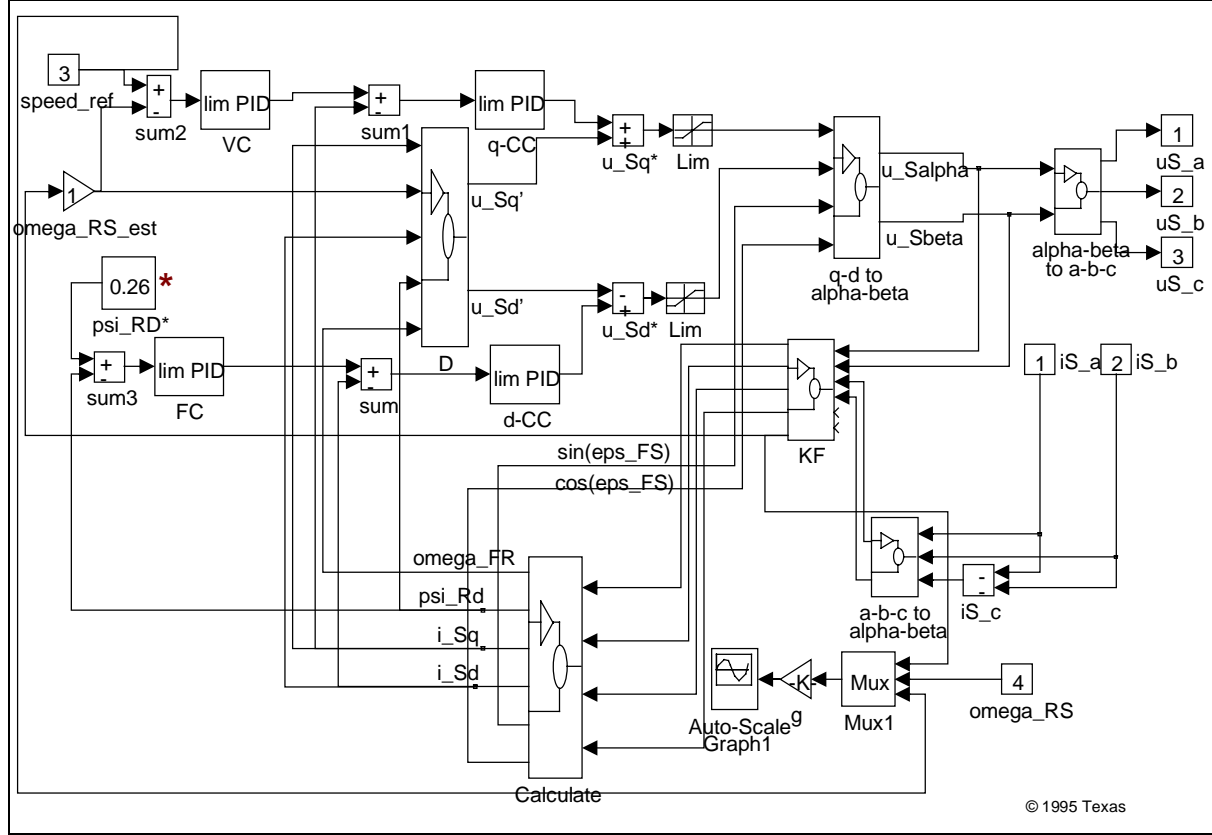 3
speed_ref
+
-
sum2
lim PID
VC
+
-
sum1
lim PID
q-CC
+
+
u_Sq*
Lim
u_Salpha
u_Sbeta
q-d to
alpha-beta
alpha-beta
to a-b-c
1
uS_a
2
uS_b
3
uS_c
1
omega_RS_est
u_Sq'
u_Sd'
D
0.26 *
psi_RD*
+
-
sum3
lim PID
FC
+
-
sum
lim PID
d-CC
-
+
u_Sd*
Lim
KF
1
iS_a
2
iS_b
sin(eps_FS)
cos(eps_FS)
omega_FR
psi_Rd
i_Sq
i_Sd
Calculate
a-b-c to
alpha-beta
-
-
iS_c
Auto-Scale
Graph1
-K-
g
Mux
Mux1
4
omega_RS
© 1995 Texas